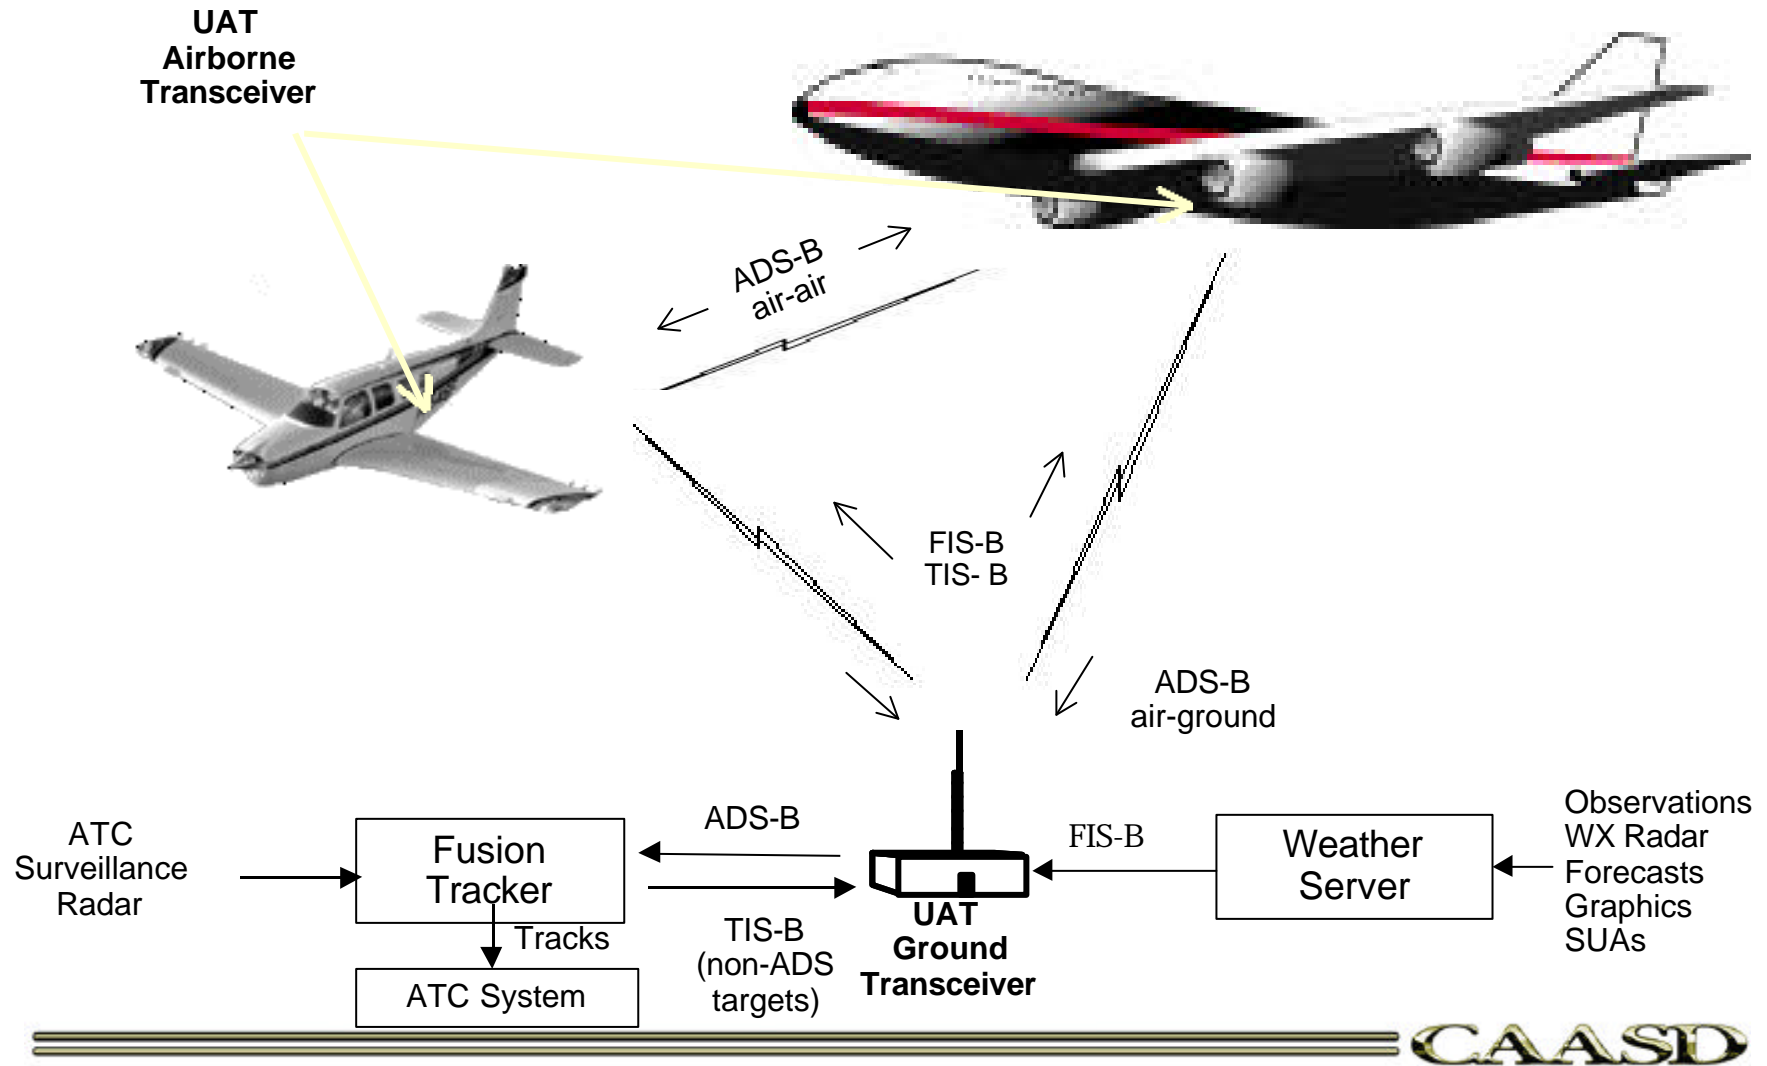 UAT
Airborne
Transceiver
ADS-B
air-air
FIS-B
TIS- B
ADS-B
air-ground
ATC
Surveillance
Radar
Fusion
Tracker
Tracks
ATC System
ADS-B
TIS-B
(non-ADS
targets)
UAT
Ground
Transceiver
FIS-B
Weather
Server
Observations
WX Radar
Forecasts
Graphics
SUAs
CAASD